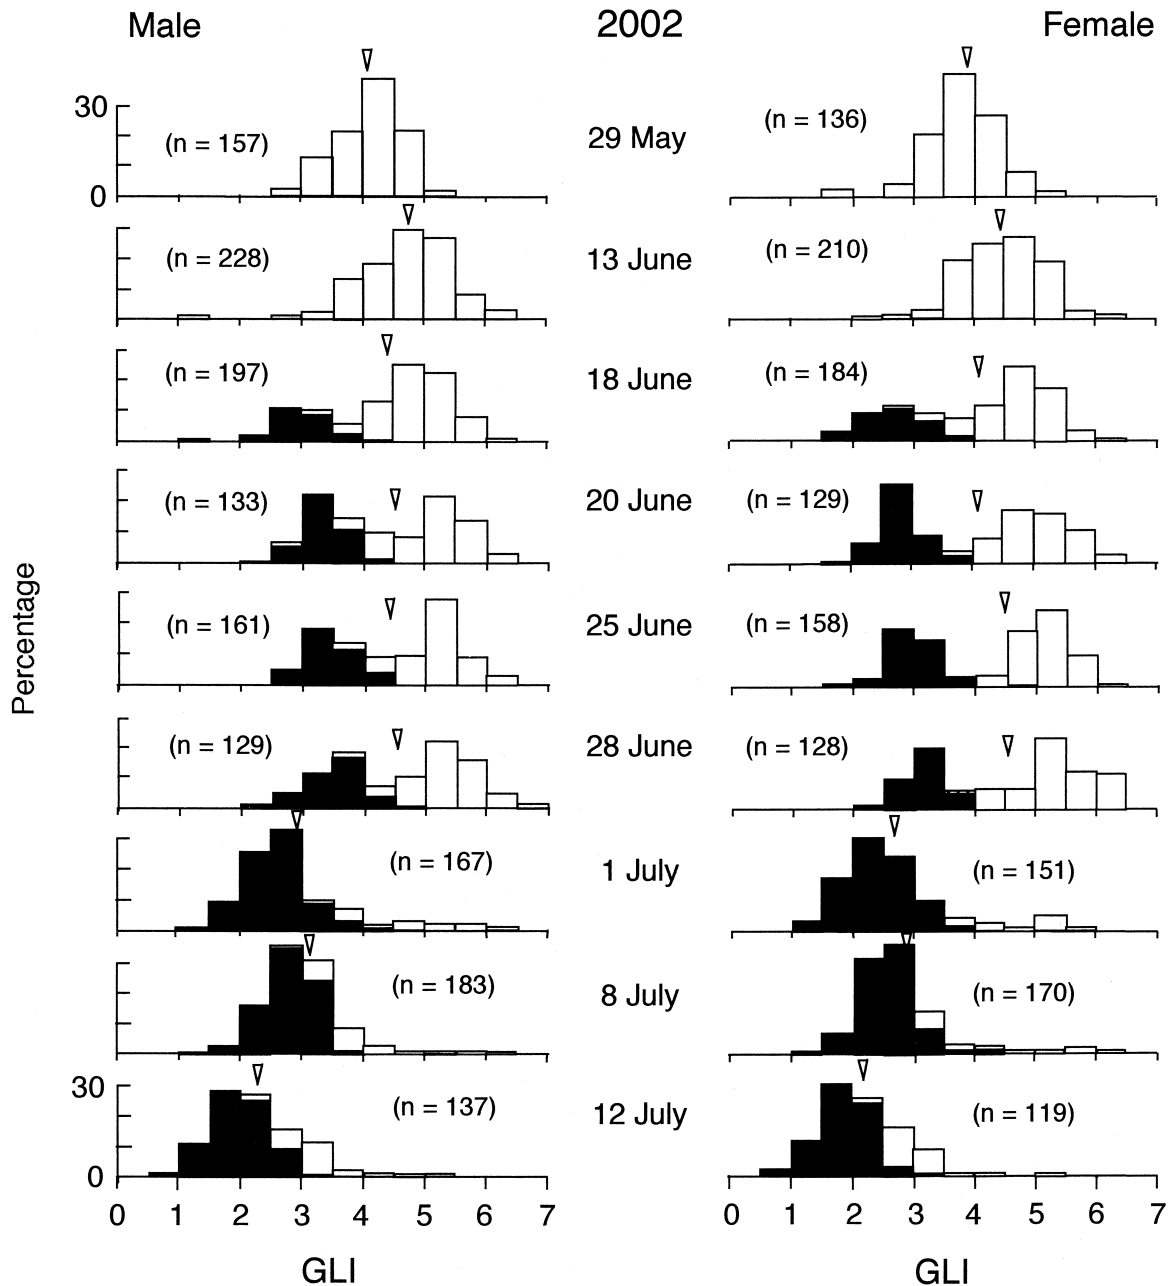 Male 2002 Female
30
(n = 157) 29 May (n = 136)
0
(n = 228) 13 June (n = 210)
(n = 197) 18 June (n = 184)
(n = 133) 20 June (n = 129)
Percentage
(n = 161) 25 June (n = 158)
(n = 129) 28 June (n = 128)
(n = 167) 1 July (n = 151)
(n = 183) 8 July (n = 170)
30
(n = 137) 12 July (n = 119)
0
0 1 2 3 4 5 6 7 0 1 2 3 4 5 6 7
GLI GLI